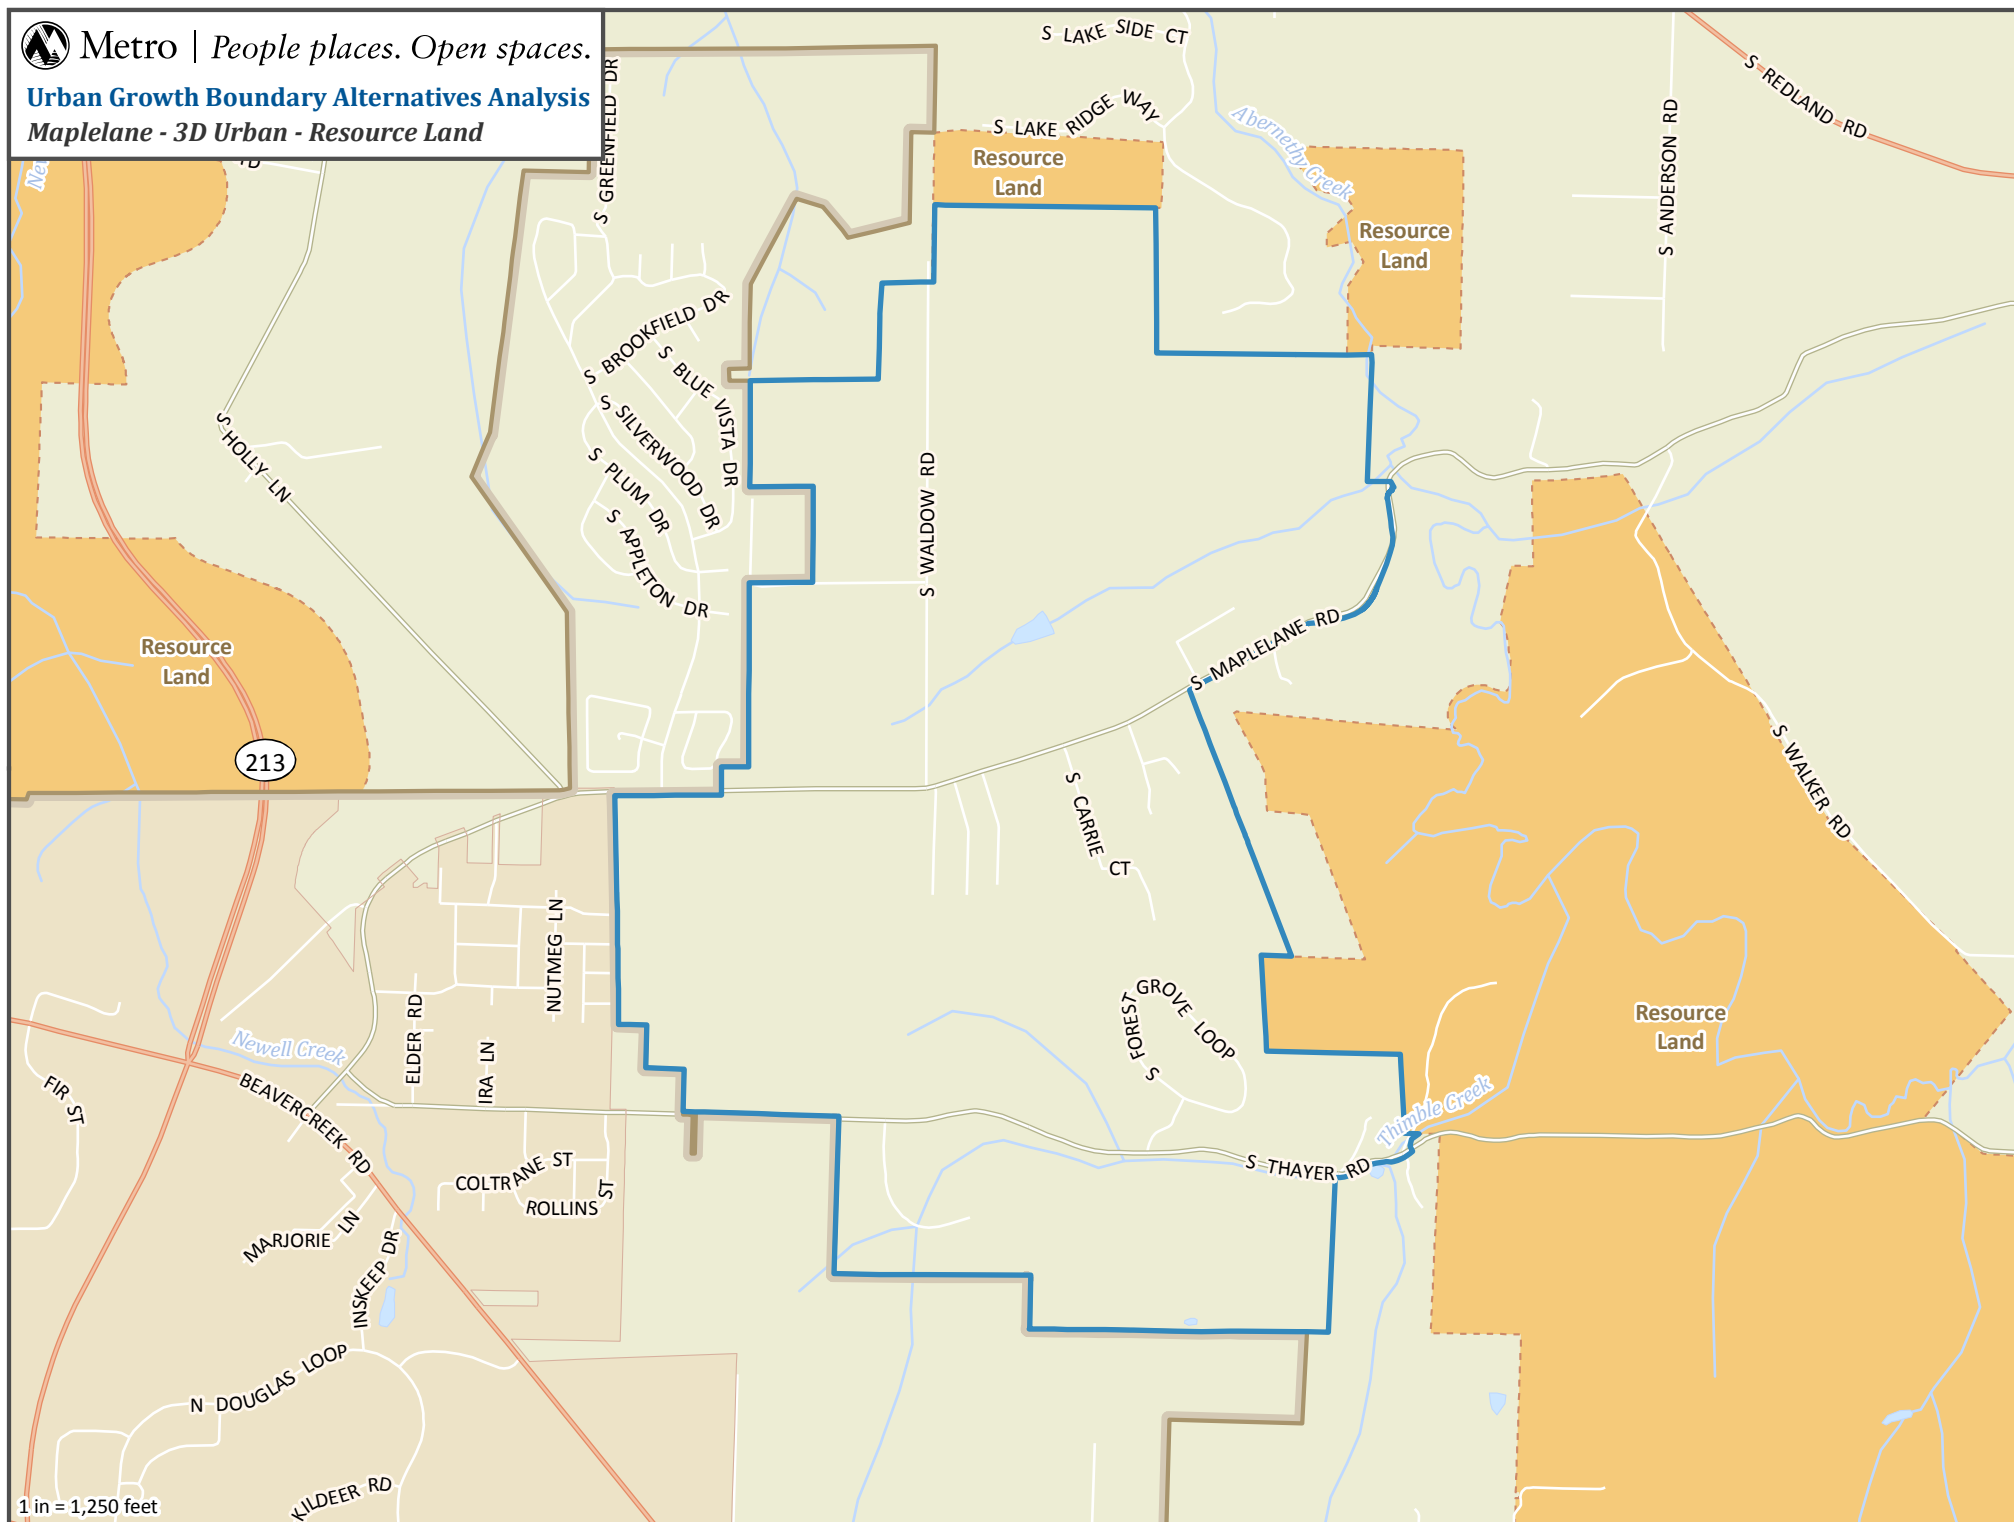 Metro | People places. Open spaces.
Urban Growth Boundary Alternatives Analysis
Maplelane - 3D Urban - Resource Land
S LAKE SIDE CT
S REDLAND RD
S GREENFIELD DR
S LAKE RIDGE WAY
Abernethy Creek
S ANDERSON RD
Resource
Land
Resource
Land
S BROOKFIELD DR
S BLUE VISTA DR
S SILVERWOOD DR
S PLUM DR
S APPLETON DR
S HOLLY LN
S WALDOW RD
S MAPLELANE RD
Resource
Land
213
S WALKER RD
S CARRIE CT
NUTMEG LN
ELDER RD
IRA LN
S FOREST GROVE LOOP
Resource
Land
Newell Creek
FIR ST
BEAVERCREEK RD
Thimble Creek
S THAYER RD
COLTRANE ST
ROLLINS ST
MARJORIE LN
INSKEEP DR
N DOUGLAS LOOP
KILDEER RD
1 in = 1,250 feet